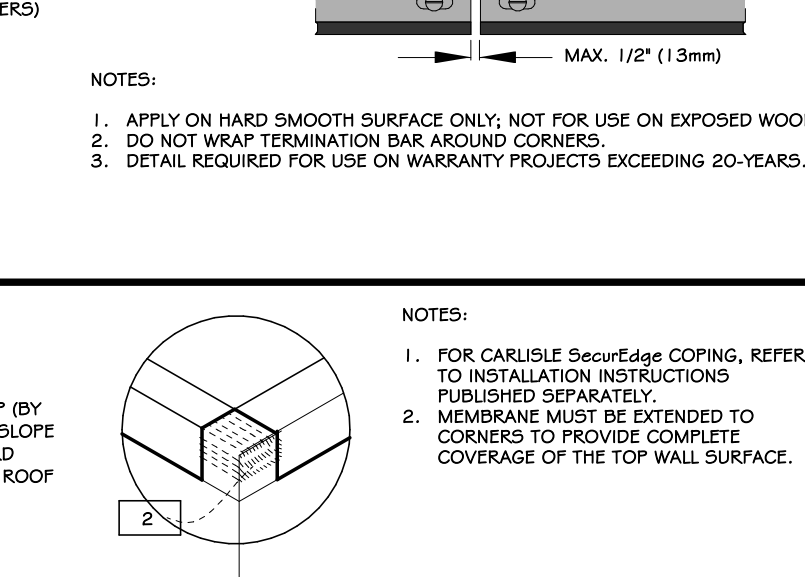 ERS)
MAX. 1/2" (13mm)
NOTES:
1. APPLY ON HARD SMOOTH SURFACE ONLY; NOT FOR USE ON EXPOSED WOO
2. DO NOT WRAP TERMINATION BAR AROUND CORNERS.
3. DETAIL REQUIRED FOR USE ON WARRANTY PROJECTS EXCEEDING 20-YEARS.
NOTES:
1. FOR CARLISLE SecurEdge COPING, REFER
TO INSTALLATION INSTRUCTIONS
PUBLISHED SEPARATELY.
2. MEMBRANE MUST BE EXTENDED TO
CORNERS TO PROVIDE COMPLETE
COVERAGE OF THE TOP WALL SURFACE.
P (BY
SLOPE
ROOF
2